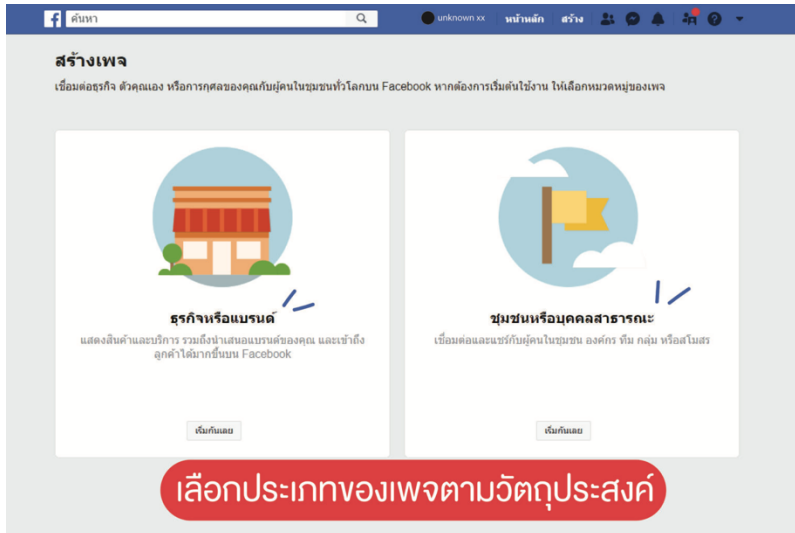 f ค้นหา unknown xx หน้าหลัก สร้าง
สร้างเพจ
เชื่อมต่อธุรกิจ ตัวคุณเอง หรือการกุศลของคุณกับผู้คนในชุมชนทั่วโลกบน Facebook หากต้องการเริ่มต้นใช้งาน ให้เลือกหมวดหมู่ของเพจ
ธุรกิจหรือแบรนด์
แสดงสินค้าและบริการ รวมถึงนำเสนอแบรนด์ของคุณ และเข้าถึง
ลูกค้าได้มากขึ้นบน Facebook
เริ่มกันเลย
ชุมชนหรือบุคคลสาธารณะ
เชื่อมต่อและแชร์กับผู้คนในชุมชน องค์กร ทีม กลุ่ม หรือสโมสร
เริ่มกันเลย
เลือกประเภทของเพจตามวัตถุประสงค์